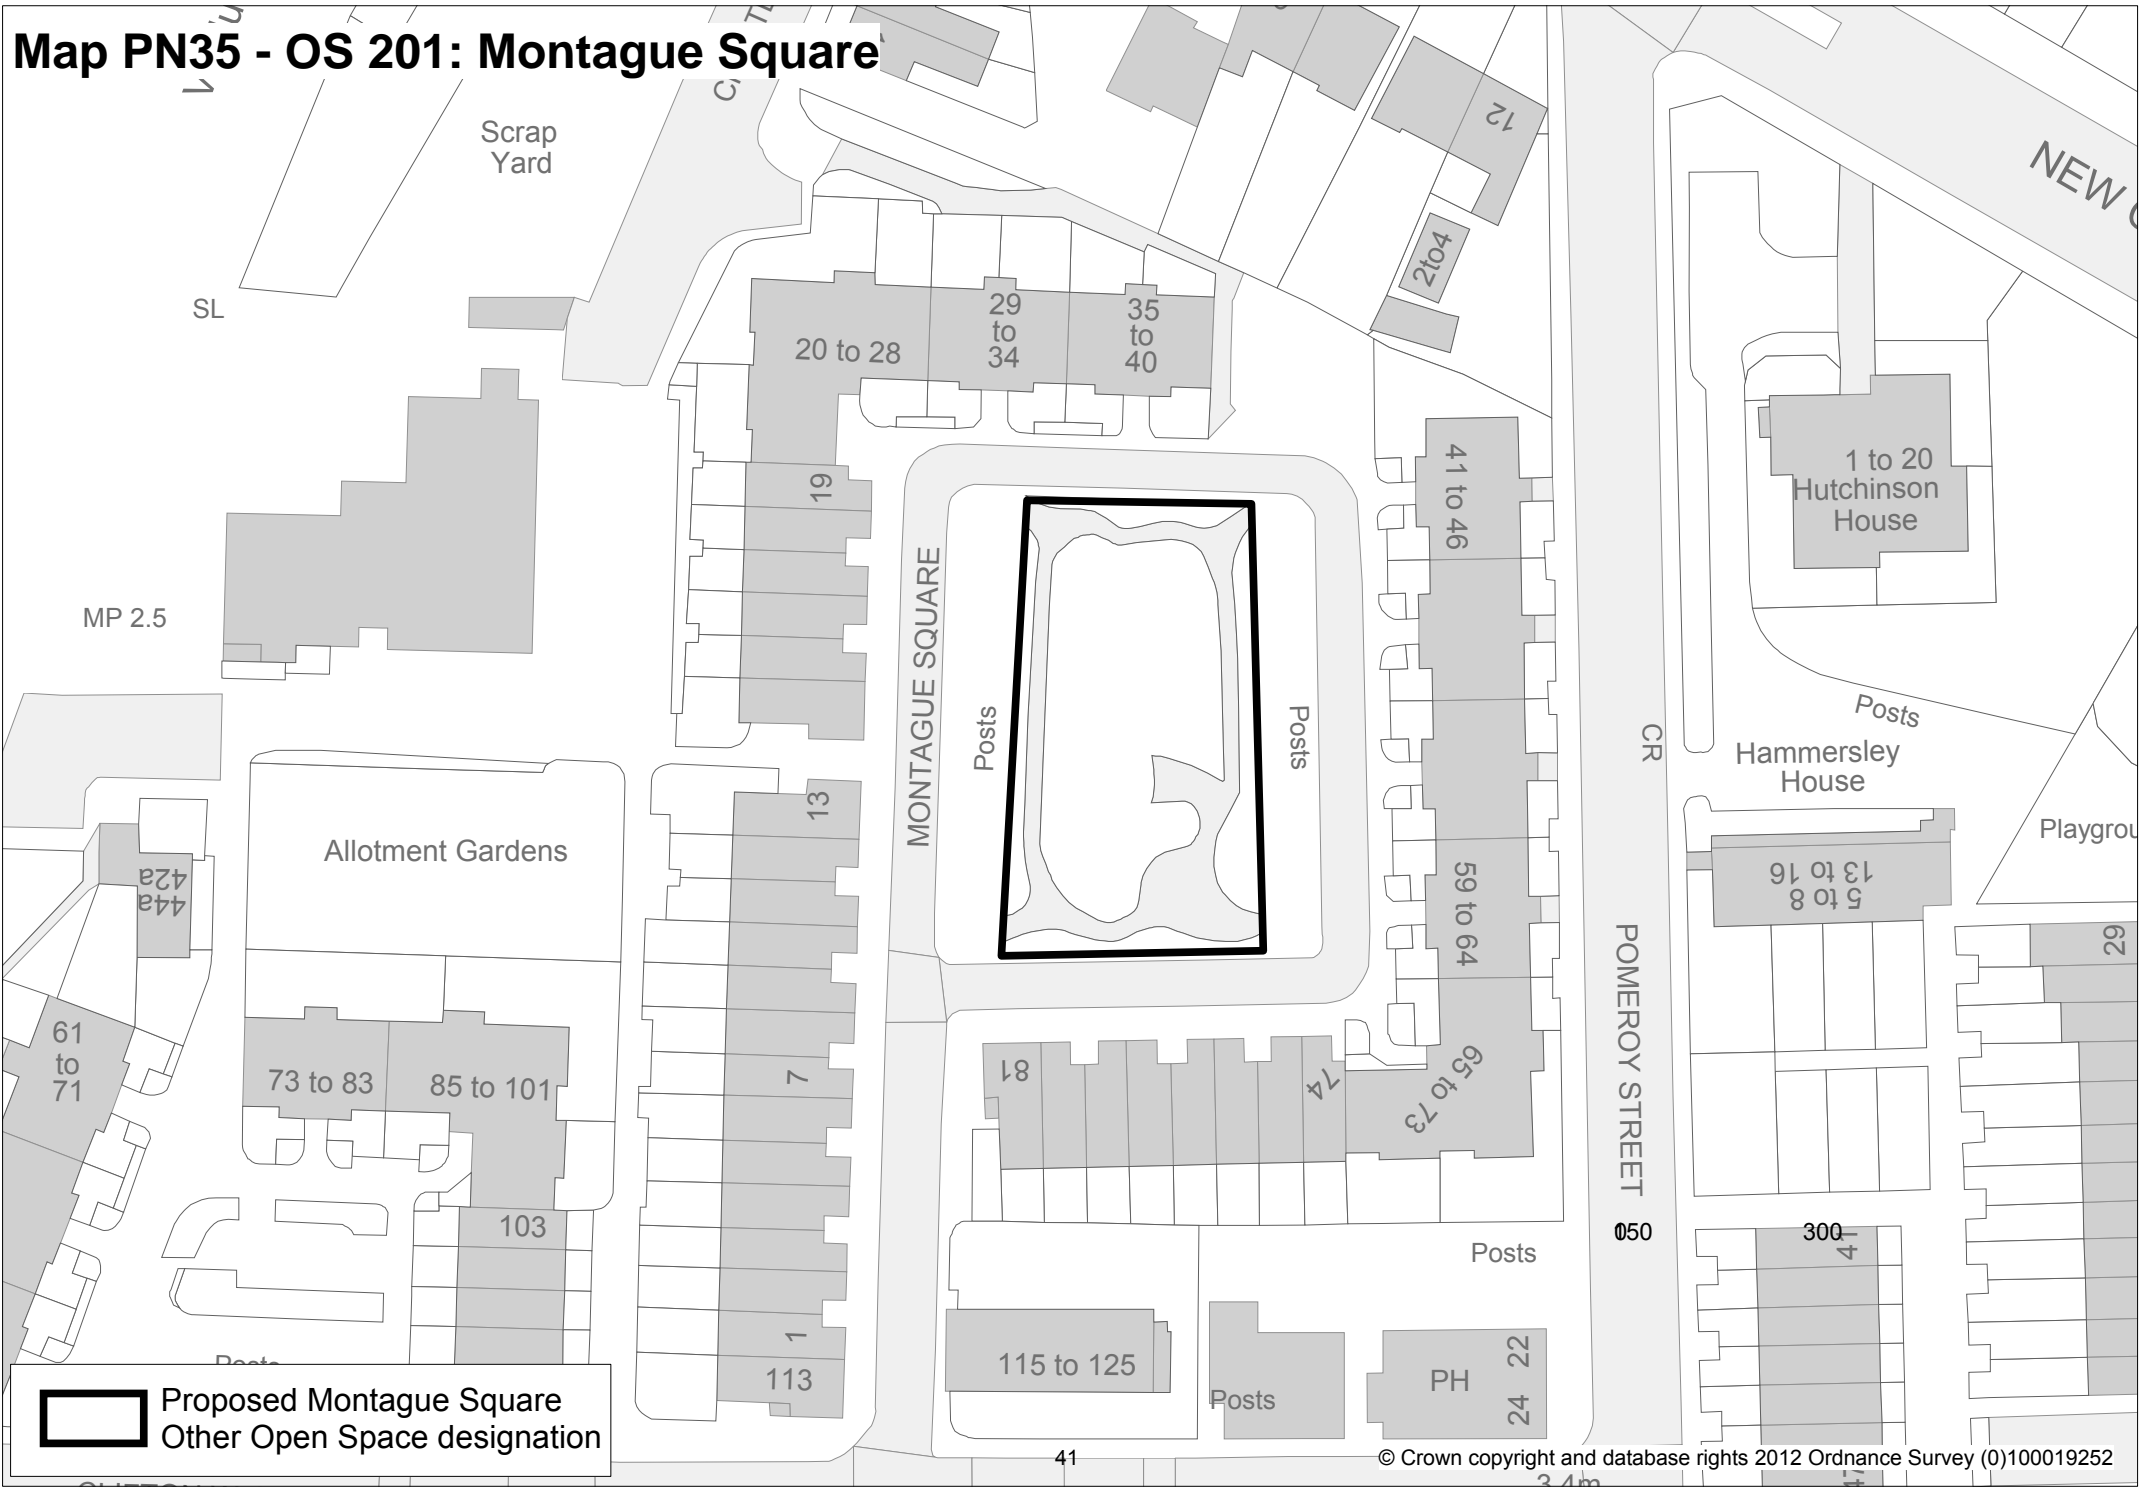 Map PN35 - OS 201: Montague Square
Scrap
Yard
12
NEW
2to4
SL
29
to
34
35
to
40
20 to 28
19
41 to 46
1 to 20
Hutchinson
House
MONTAGUE SQUARE
MP 2.5
Posts
Posts
Posts
CR
Hammersley
House
13
Allotment Gardens
42a
44a
59 to 64
13 to 16
5 to 8
29
POMEROY STREET
61
to
71
73 to 83
85 to 101
7
81
74
65 to 73
103
150
300
41
Posts
1
113
115 to 125
Posts
PH
22
24
Proposed Montague Square
Other Open Space designation
41
© Crown copyright and database rights 2012 Ordnance Survey (0)100019252
3.4m